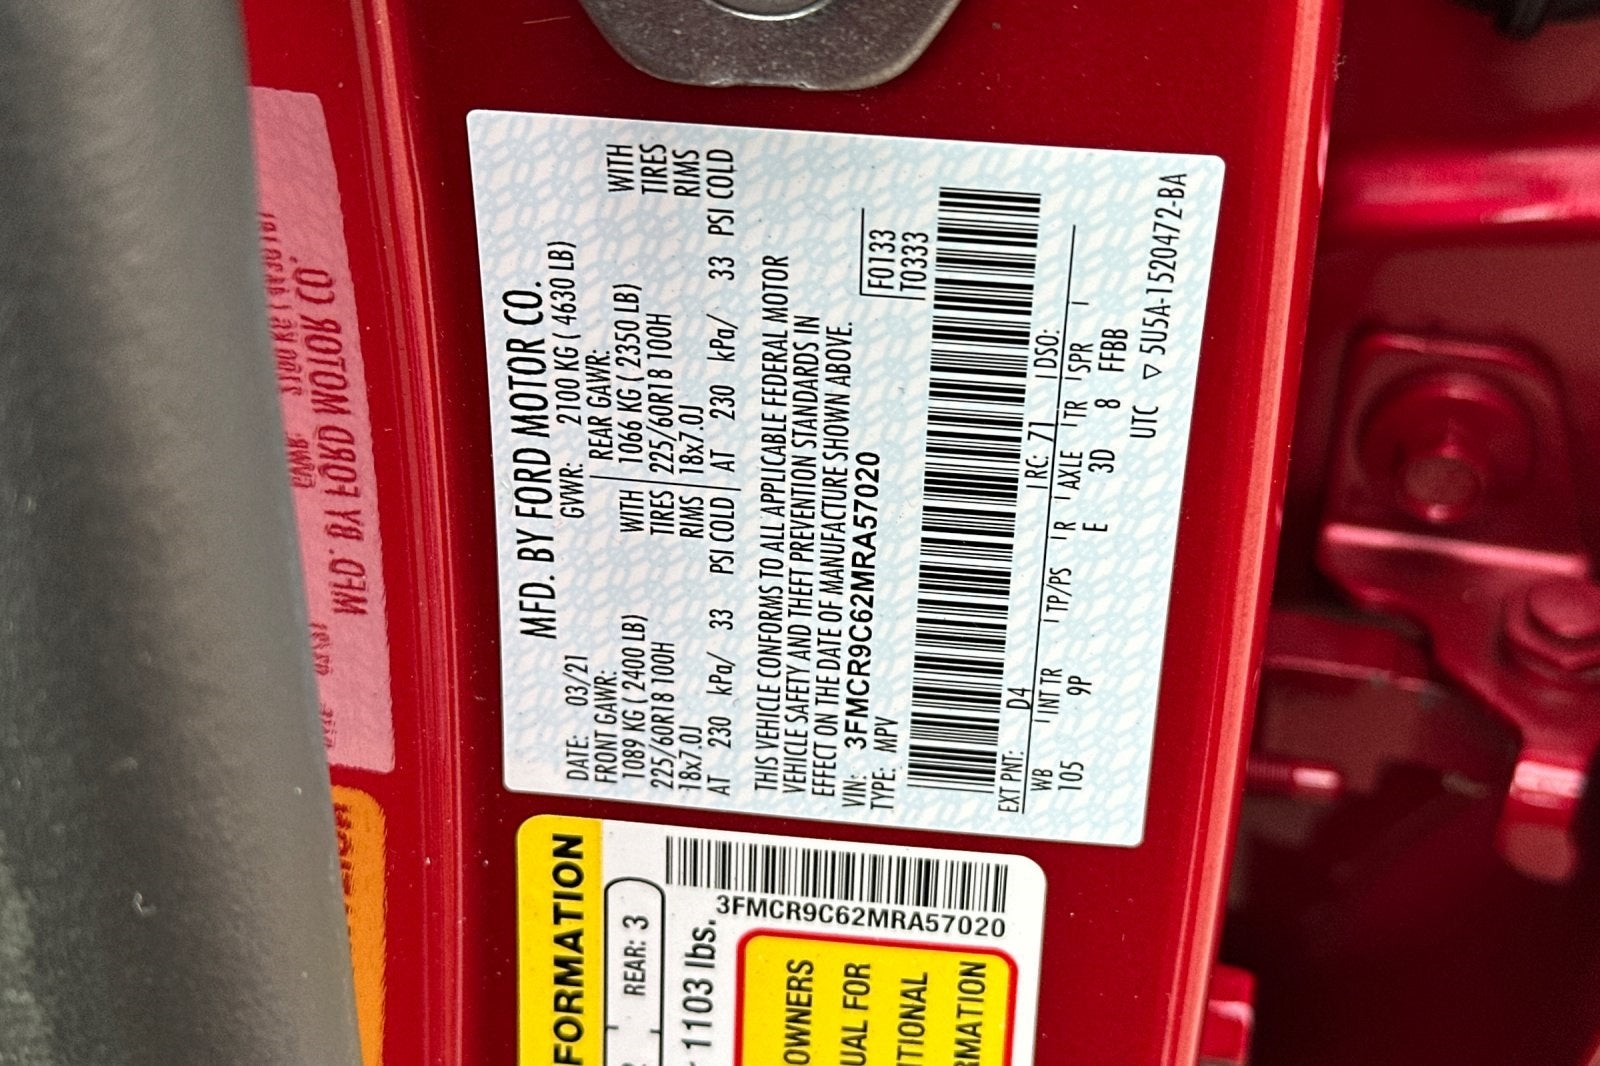 MFD. BY FORD MOTOR CO.
DATE: 03/21 GVWR: 2100 KG ( 4630 LB)
FRONT GAWR: REAR GAWR:
1089 KG ( 2400 LB) WITH 1066 KG ( 2350 LB) WITH
225/60R18 100H TIRES 225/60R18 100H TIRES
18x7.0J RIMS 18x7.0J RIMS
AT 230 kPa/ 33 PSI COLD AT 230 kPa/ 33 PSI COLD
THIS VEHICLE CONFORMS TO ALL APPLICABLE FEDERAL MOTOR
VEHICLE SAFETY AND THEFT PREVENTION STANDARDS IN
EFFECT ON THE DATE OF MANUFACTURE SHOWN ABOVE.
VIN: 3FMCR9C62MRA57020
TYPE: MPV
F0133
T0333
EXT PNT: D4 RC: 71 DSO:
WB INT TR TP/PS R AXLE TR SPR
105 9P E 3D 8 FFBB
UTC ▽ 5U5A-1520472-BA
FORMATION
REAR: 3
1103 lbs.
3FMCR9C62MRA57020
OWNERS
UAL FOR
TIONAL
RMATION
MFD. BY FORD MOTOR CO.